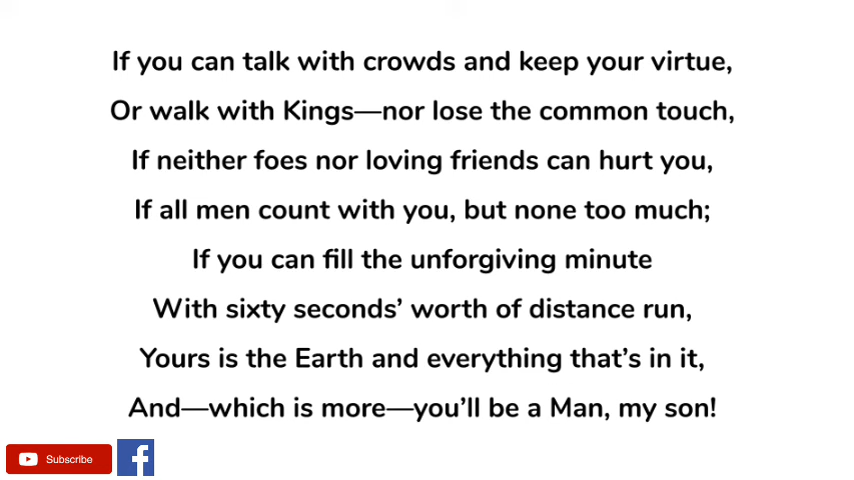 If you can talk with crowds and keep your virtue,
Or walk with Kings—nor lose the common touch,
If neither foes nor loving friends can hurt you,
If all men count with you, but none too much;
If you can fill the unforgiving minute
With sixty seconds’ worth of distance run,
Yours is the Earth and everything that’s in it,
And—which is more—you’ll be a Man, my son!
Subscribe